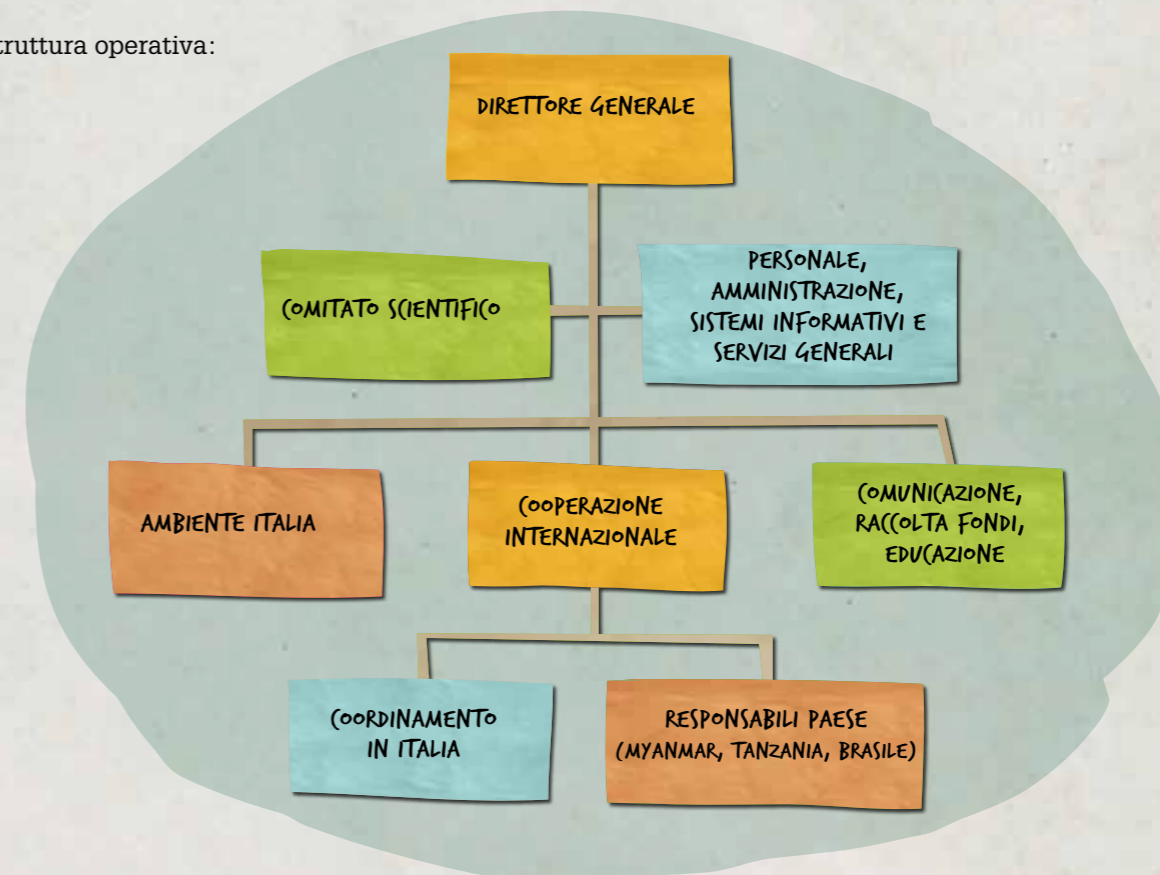 truttura operativa:
DIRETTORE GENERALE
COMITATO SCIENTIFICO
PERSONALE,
AMMINISTRAZIONE,
SISTEMI INFORMATIVI E
SERVIZI GENERALI
AMBIENTE ITALIA
COOPERAZIONE
INTERNAZIONALE
COMUNICAZIONE,
RACCOLTA FONDI,
EDUCAZIONE
COORDINAMENTO
IN ITALIA
RESPONSABILI PAESE
(MYANMAR, TANZANIA, BRASILE)